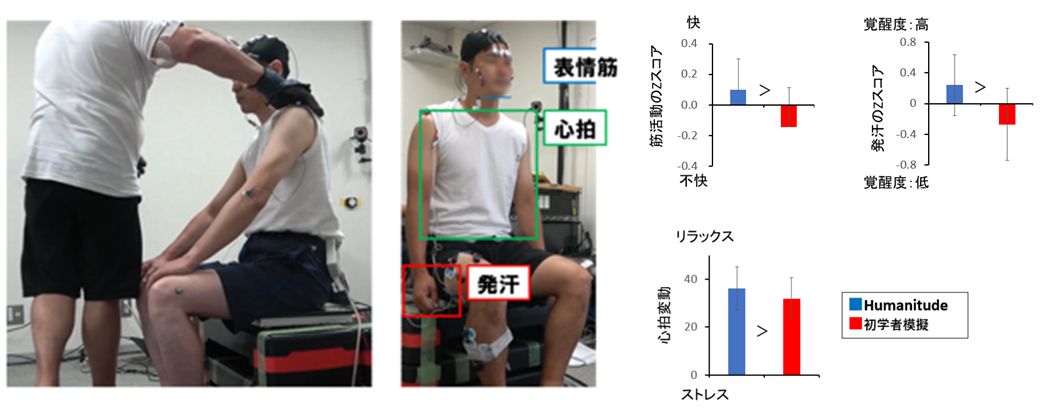 表情筋
心拍
発汗
快
筋活動のZスコア
0.4
0.2
0.0
-0.2
-0.4
>
不快
覚醒度：高
発汗のZスコア
0.8
0.4
0
-0.4
-0.8
>
覚醒度：低
リラックス
心拍変動
40
20
0
>
ストレス
Humanitude
初学者模擬